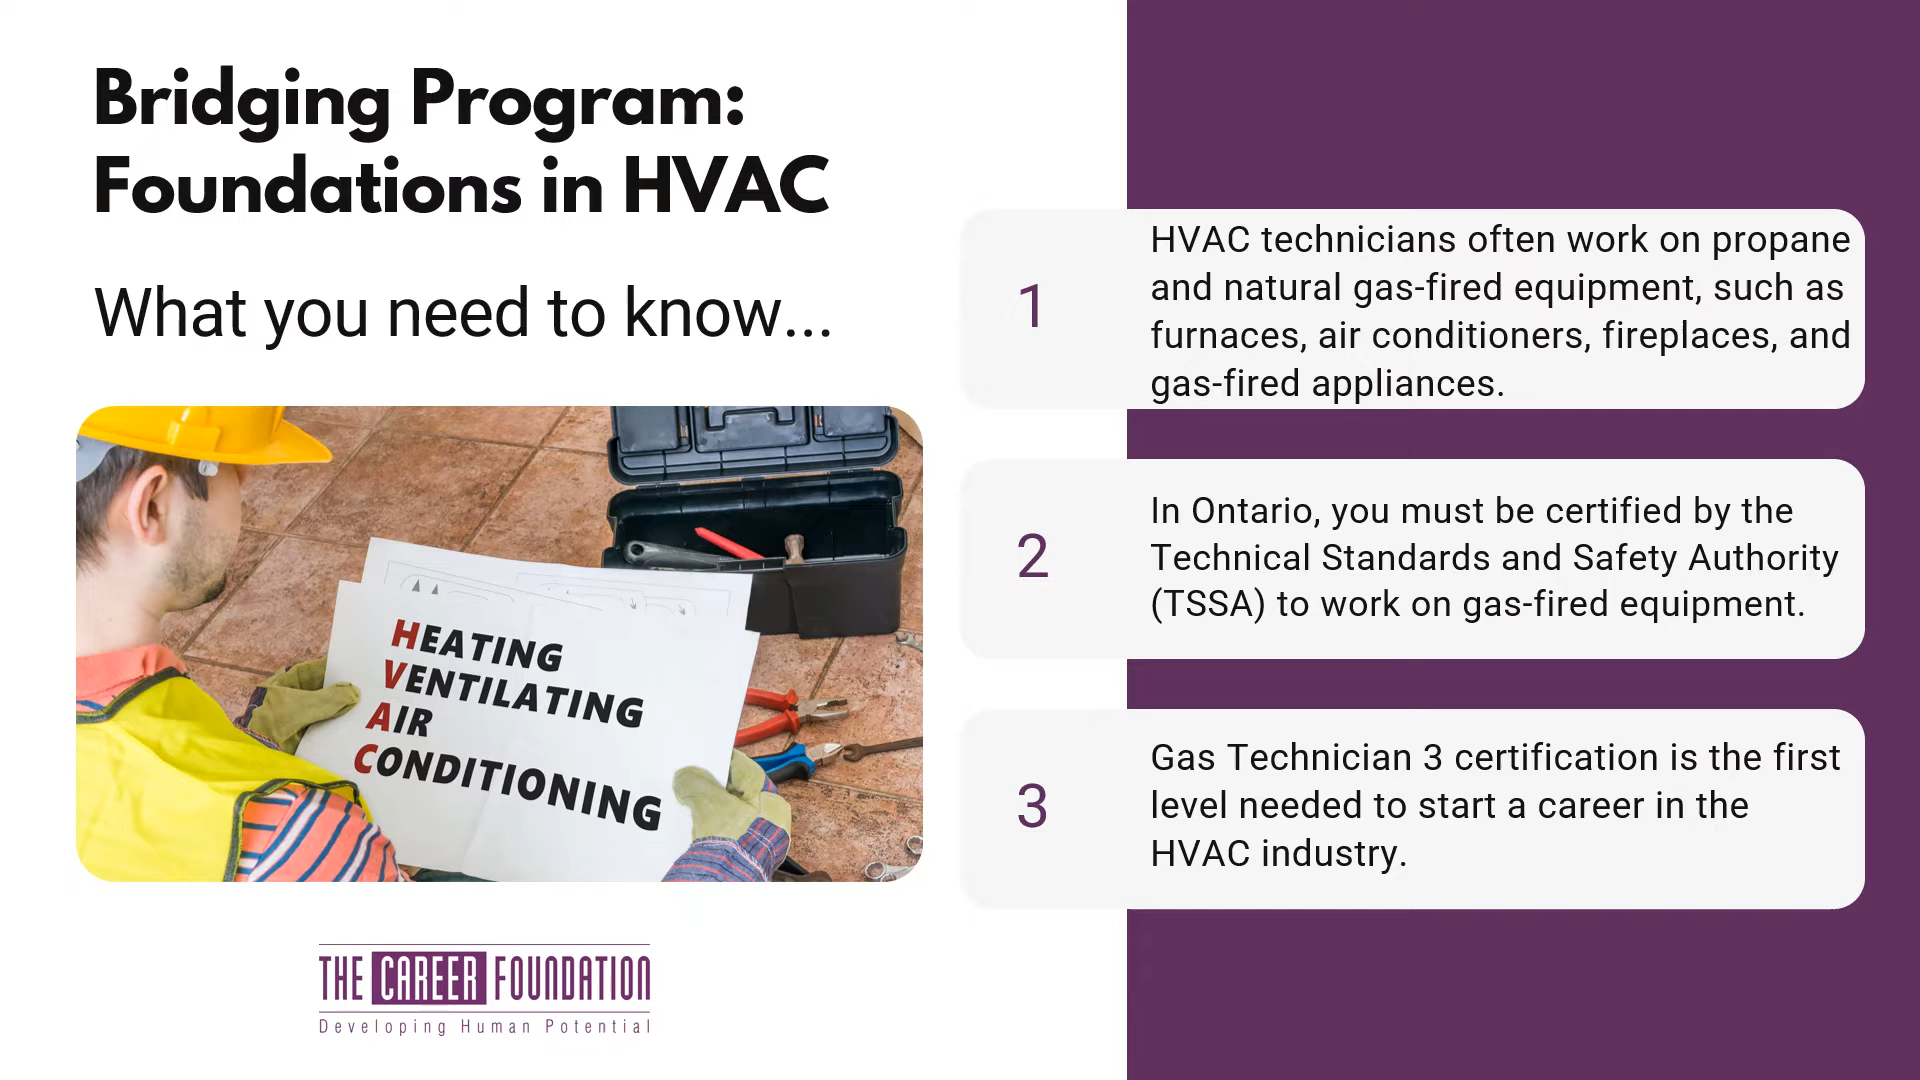 Bridging Program:
Foundations in HVAC
What you need to know...
HEATING
VENTILATING
AIR
CONDITIONING
THE CAREER FOUNDATION
Developing Human Potential
1
HVAC technicians often work on propane
and natural gas-fired equipment, such as
furnaces, air conditioners, fireplaces, and
gas-fired appliances.
2
In Ontario, you must be certified by the
Technical Standards and Safety Authority
(TSSA) to work on gas-fired equipment.
3
Gas Technician 3 certification is the first
level needed to start a career in the
HVAC industry.